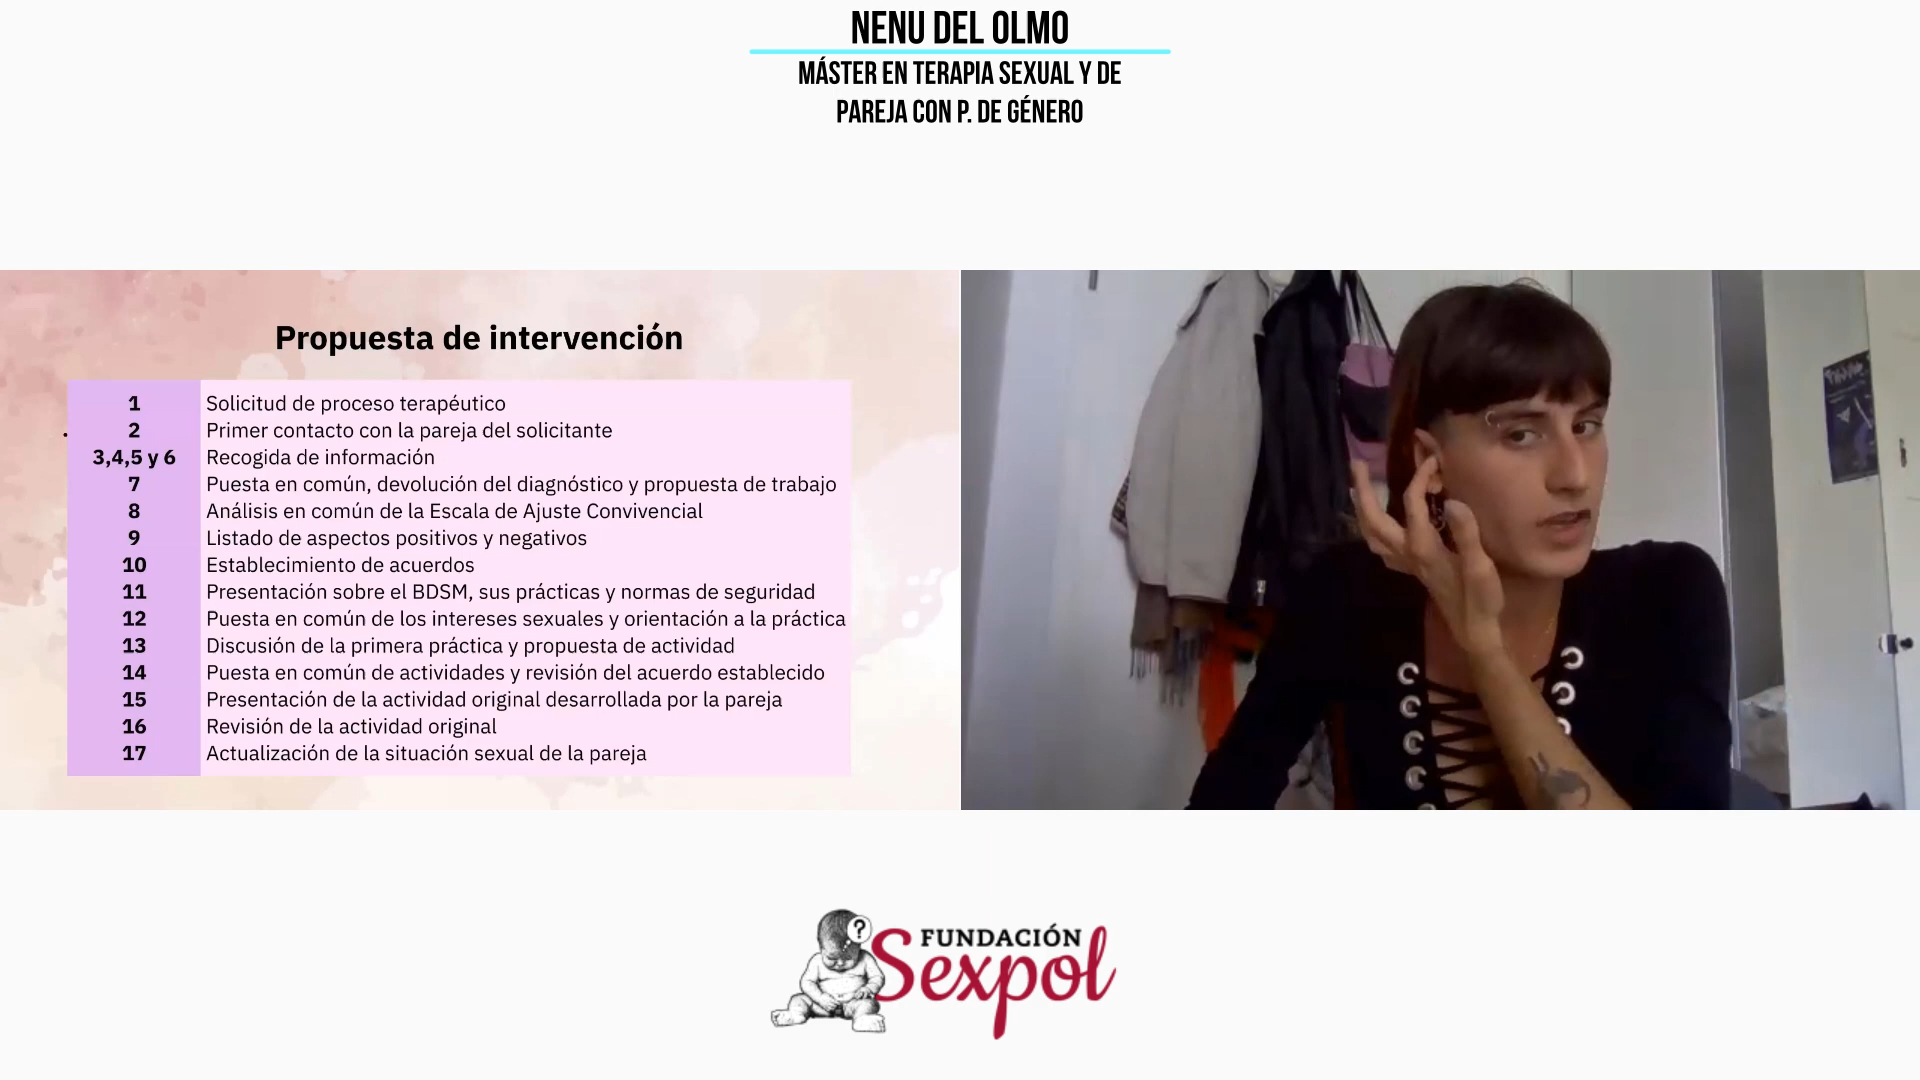 NENU DEL OLMO
MÁSTER EN TERAPIA SEXUAL Y DE
PAREJA CON P. DE GÉNERO
Propuesta de intervención
1 Solicitud de proceso terapéutico
2 Primer contacto con la pareja del solicitante
3,4,5 y 6 Recogida de información
7 Puesta en común, devolución del diagnóstico y propuesta de trabajo
8 Análisis en común de la Escala de Ajuste Convivencial
9 Listado de aspectos positivos y negativos
10 Establecimiento de acuerdos
11 Presentación sobre el BDSM, sus prácticas y normas de seguridad
12 Puesta en común de los intereses sexuales y orientación a la práctica
13 Discusión de la primera práctica y propuesta de actividad
14 Puesta en común de actividades y revisión del acuerdo establecido
15 Presentación de la actividad original desarrollada por la pareja
16 Revisión de la actividad original
17 Actualización de la situación sexual de la pareja
?
FUNDACIÓN
Sexpol